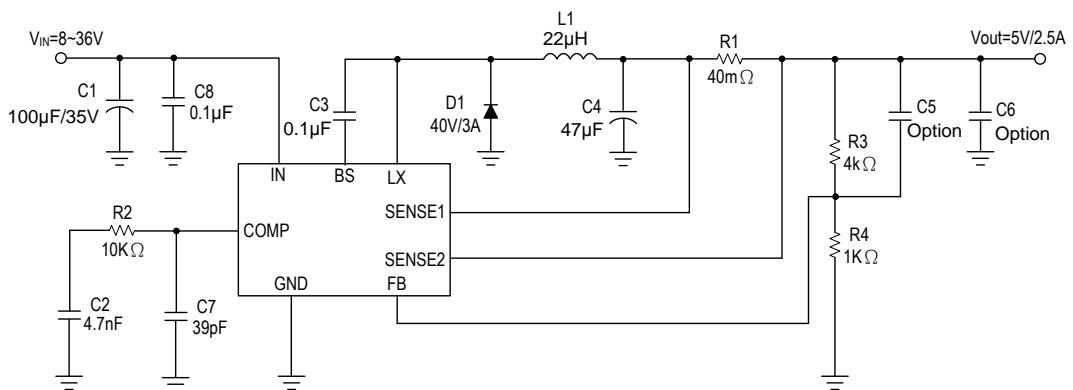 VIN=8~36V
C1
100µF/35V
C8
0.1µF
C3
0.1µF
D1
40V/3A
L1
22µH
C4
47µF
R1
40mΩ
Vout=5V/2.5A
R3
4kΩ
C5
Option
C6
Option
R4
1KΩ
IN
BS
LX
SENSE1
COMP
SENSE2
GND
FB
R2
10KΩ
C2
4.7nF
C7
39pF